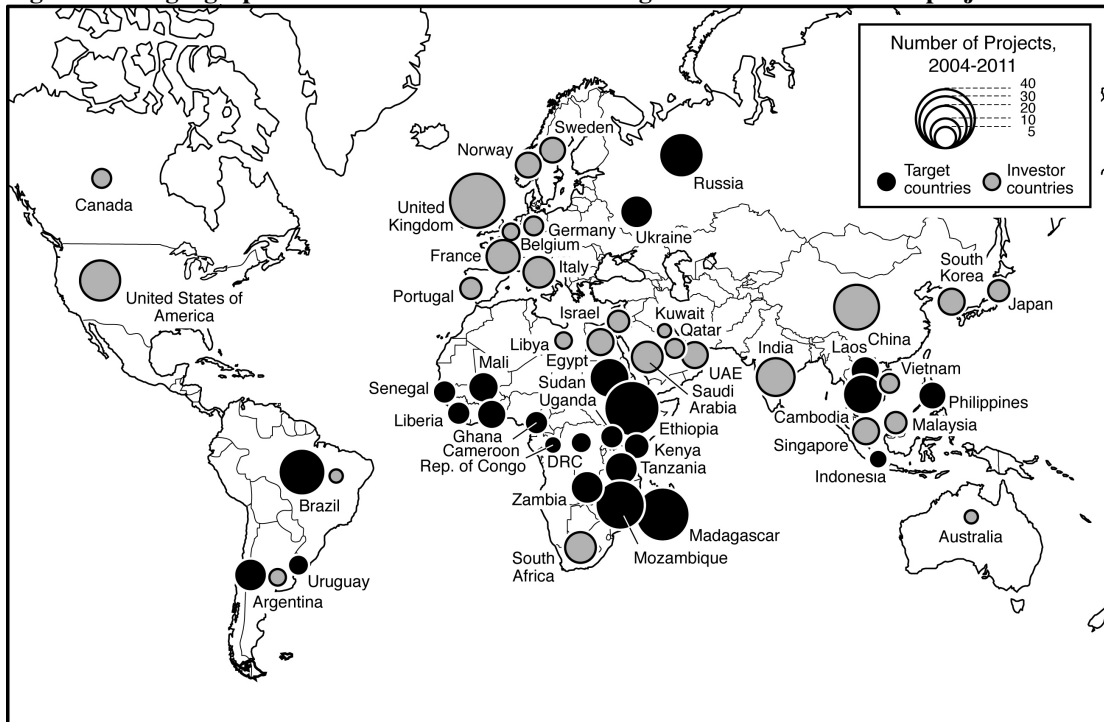 Number of Projects,
2004-2011
40
30
20
10
5
Target
countries
Investor
countries
Sweden
Norway
Russia
Canada
United
Kingdom
Germany
Belgium
Ukraine
France
Italy
South
Korea
United States of
America
Portugal
Japan
Israel
Kuwait
Qatar
Libya
India
Laos
China
Egypt
UAE
Vietnam
Mali
Sudan
Saudi
Arabia
Senegal
Uganda
Philippines
Liberia
Ethiopia
Cambodia
Malaysia
Ghana
Singapore
Cameroon
Kenya
Rep. of Congo
DRC
Tanzania
Indonesia
Brazil
Zambia
Madagascar
Australia
Mozambique
South
Africa
Uruguay
Argentina